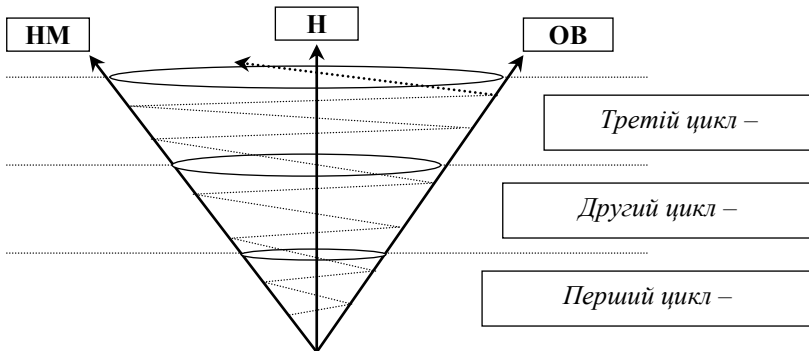 НМ
Н
ОВ
Третій цикл –
Другий цикл –
Перший цикл –